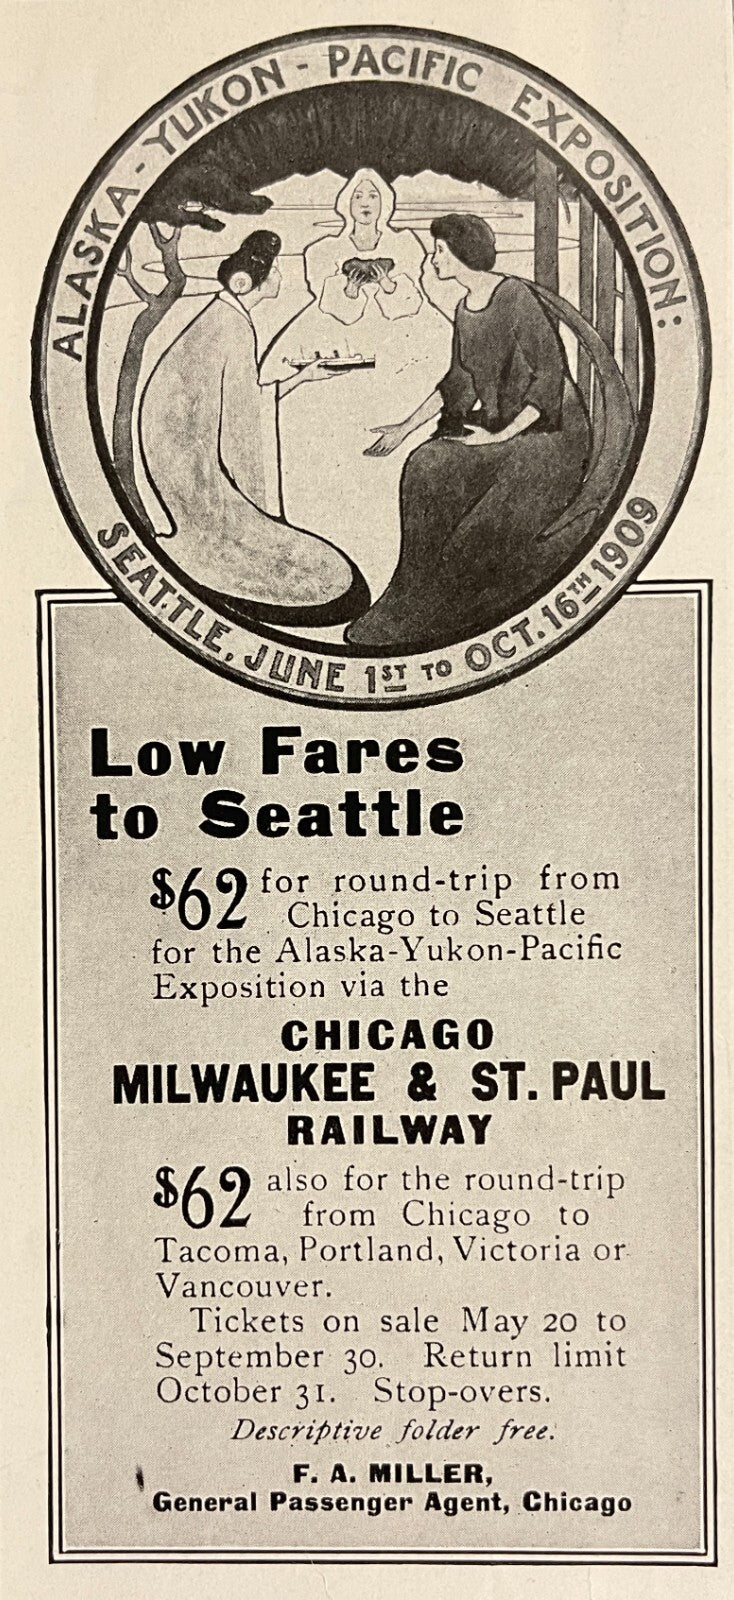 ALASKA-YUKON-PACIFIC EXPOSITION:
SEATTLE, JUNE 1ST TO OCT. 16TH 1909
Low Fares
to Seattle
$62 for round-trip from
Chicago to Seattle
for the Alaska-Yukon-Pacific
Exposition via the
CHICAGO
MILWAUKEE & ST. PAUL
RAILWAY
$62 also for the round-trip
from Chicago to
Tacoma, Portland, Victoria or
Vancouver.
Tickets on sale May 20 to
September 30. Return limit
October 31. Stop-overs.
Descriptive folder free.
F. A. MILLER,
General Passenger Agent, Chicago